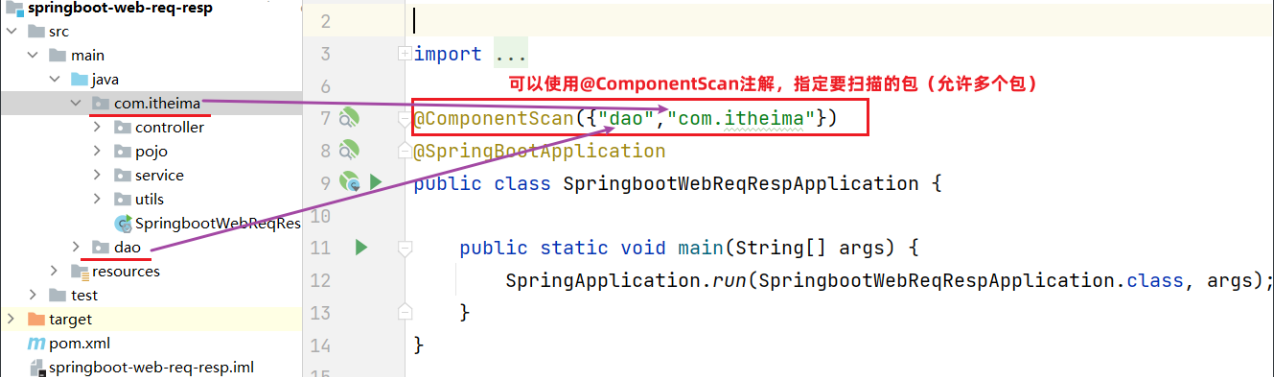 springboot-web-req-resp
src
main
java
com.itheima
controller
pojo
service
utils
SpringbootWebReqRes
dao
resources
test
target
pom.xml
springboot-web-req-resp.iml
2
3 import ...
6
可以使用@ComponentScan注解，指定要扫描的包（允许多个包）
7 @ComponentScan({"dao","com.itheima"})
8 @SpringBootApplication
9 public class SpringbootWebReqRespApplication {
10
11 public static void main(String[] args) {
12 SpringApplication.run(SpringbootWebReqRespApplication.class, args);
13 }
14 }
15